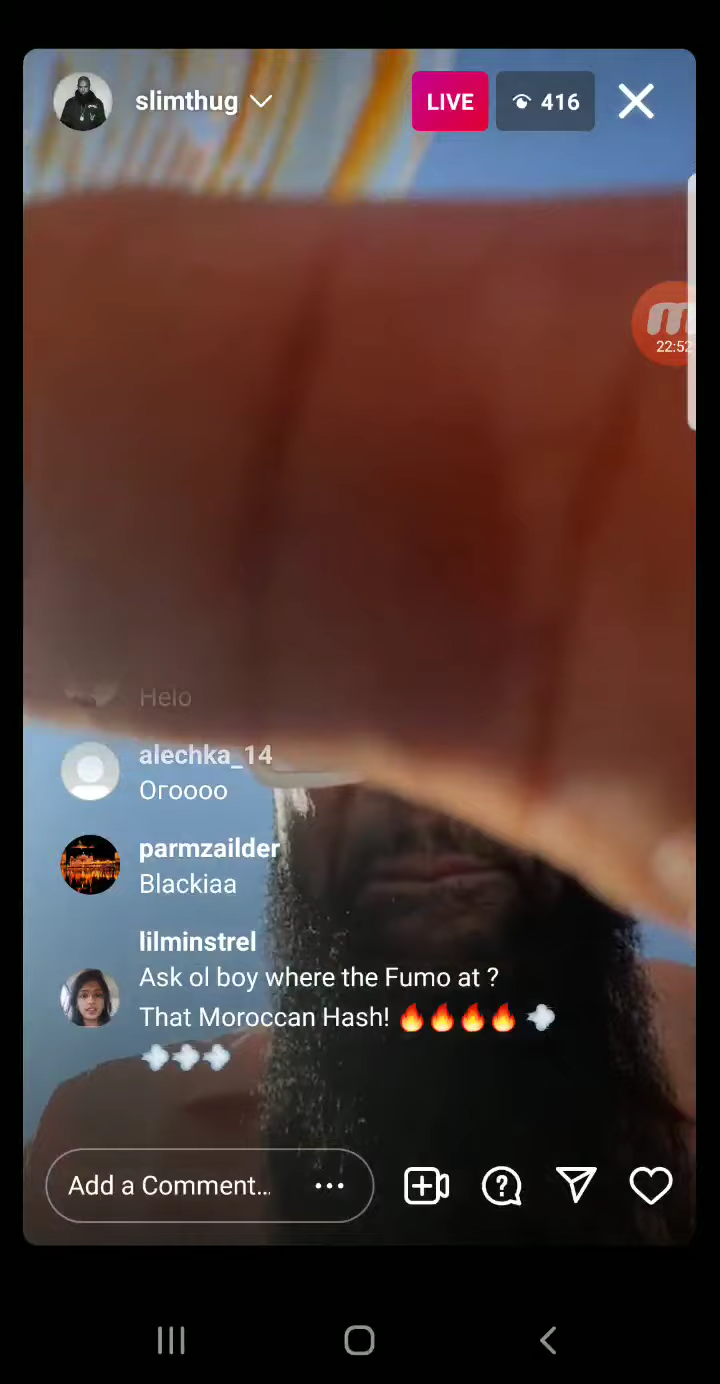 slimthug
LIVE
416
m
22:52
Helo
alechka_14
Oroooo
parmzailder
Blackiaa
lilminstrel
Ask ol boy where the Fumo at ?
That Moroccan Hash! 🔥🔥🔥🔥💨
💨💨💨
Add a Comment...